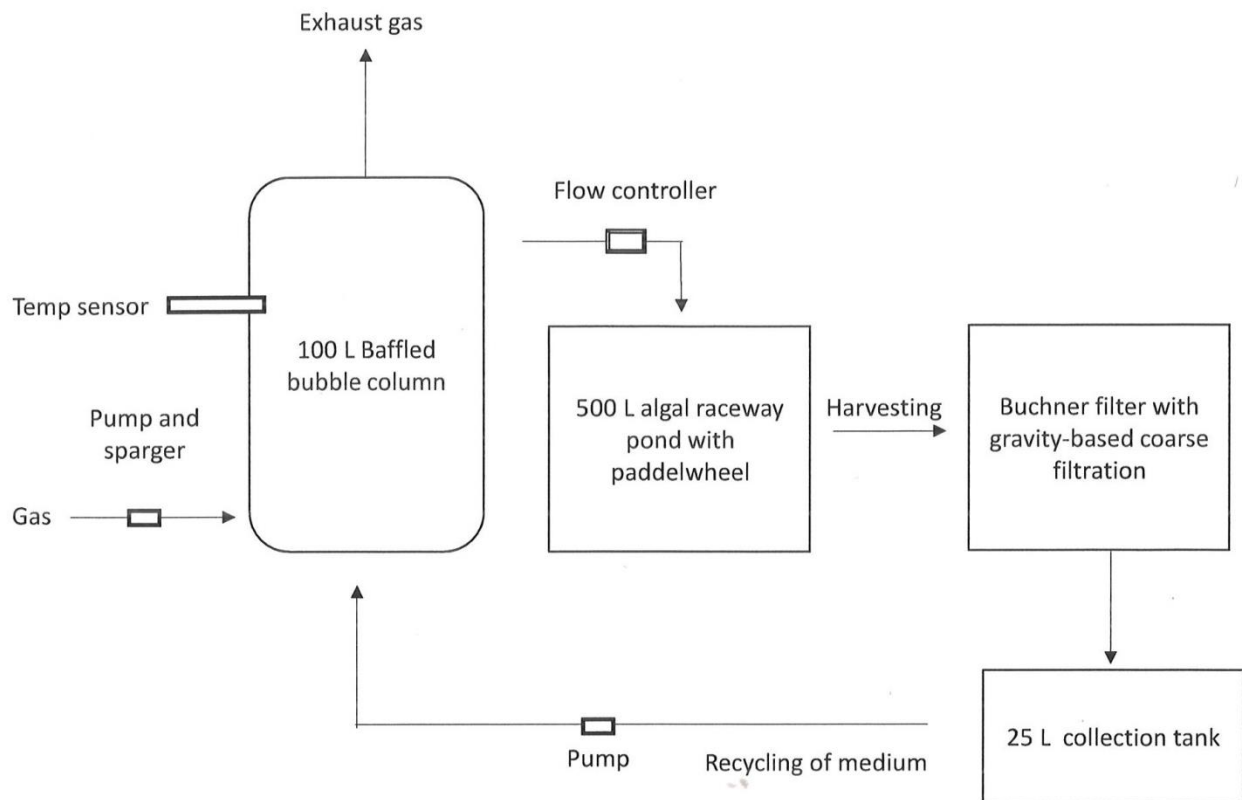 Exhaust gas
Flow controller
Temp sensor
100 L Baffled
bubble column
Pump and
sparger
Gas
500 L algal raceway
pond with
paddelwheel
Harvesting
Buchner filter with
gravity-based coarse
filtration
25 L collection tank
Pump
Recycling of medium